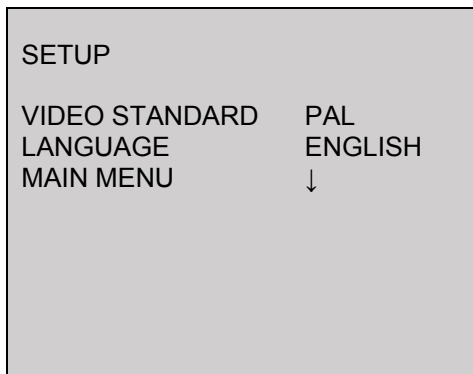 SETUP
VIDEO STANDARD PAL
LANGUAGE ENGLISH
MAIN MENU ↓